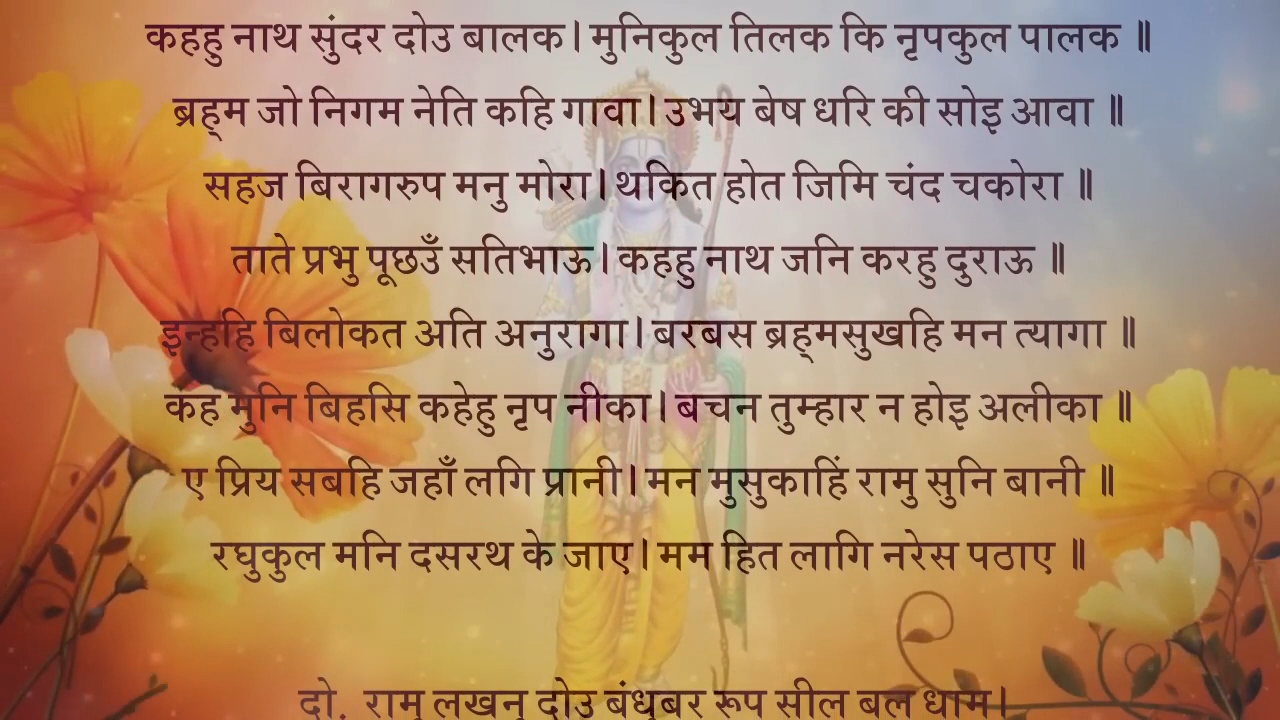 कहहु नाथ सुंदर दोउ बालक। मुनिकुल तिलक कि नृपकुल पालक ॥
ब्रह्म जो निगम नेति कहि गावा। उभय बेष धरि की सोइ आवा ॥
सहज बिरागरुप मनु मोरा। थकित होत जिमि चंद चकोरा ॥
ताते प्रभु पूछउँ सतिभाऊ। कहहु नाथ जनि करहु दुराऊ ॥
इन्हहि बिलोकत अति अनुरागा। बरबस ब्रह्मसुखहि मन त्यागा ॥
कह मुनि बिहसि कहेहु नृप नीका। बचन तुम्हार न होइ अलीका ॥
ए प्रिय सबहि जहाँ लगि प्रानी। मन मुसुकाहिं रामु सुनि बानी ॥
रघुकुल मनि दसरथ के जाए। मम हित लागि नरेस पठाए ॥
दो. रामु लखनु दोउ बंधुबर रूप सील बल धाम।